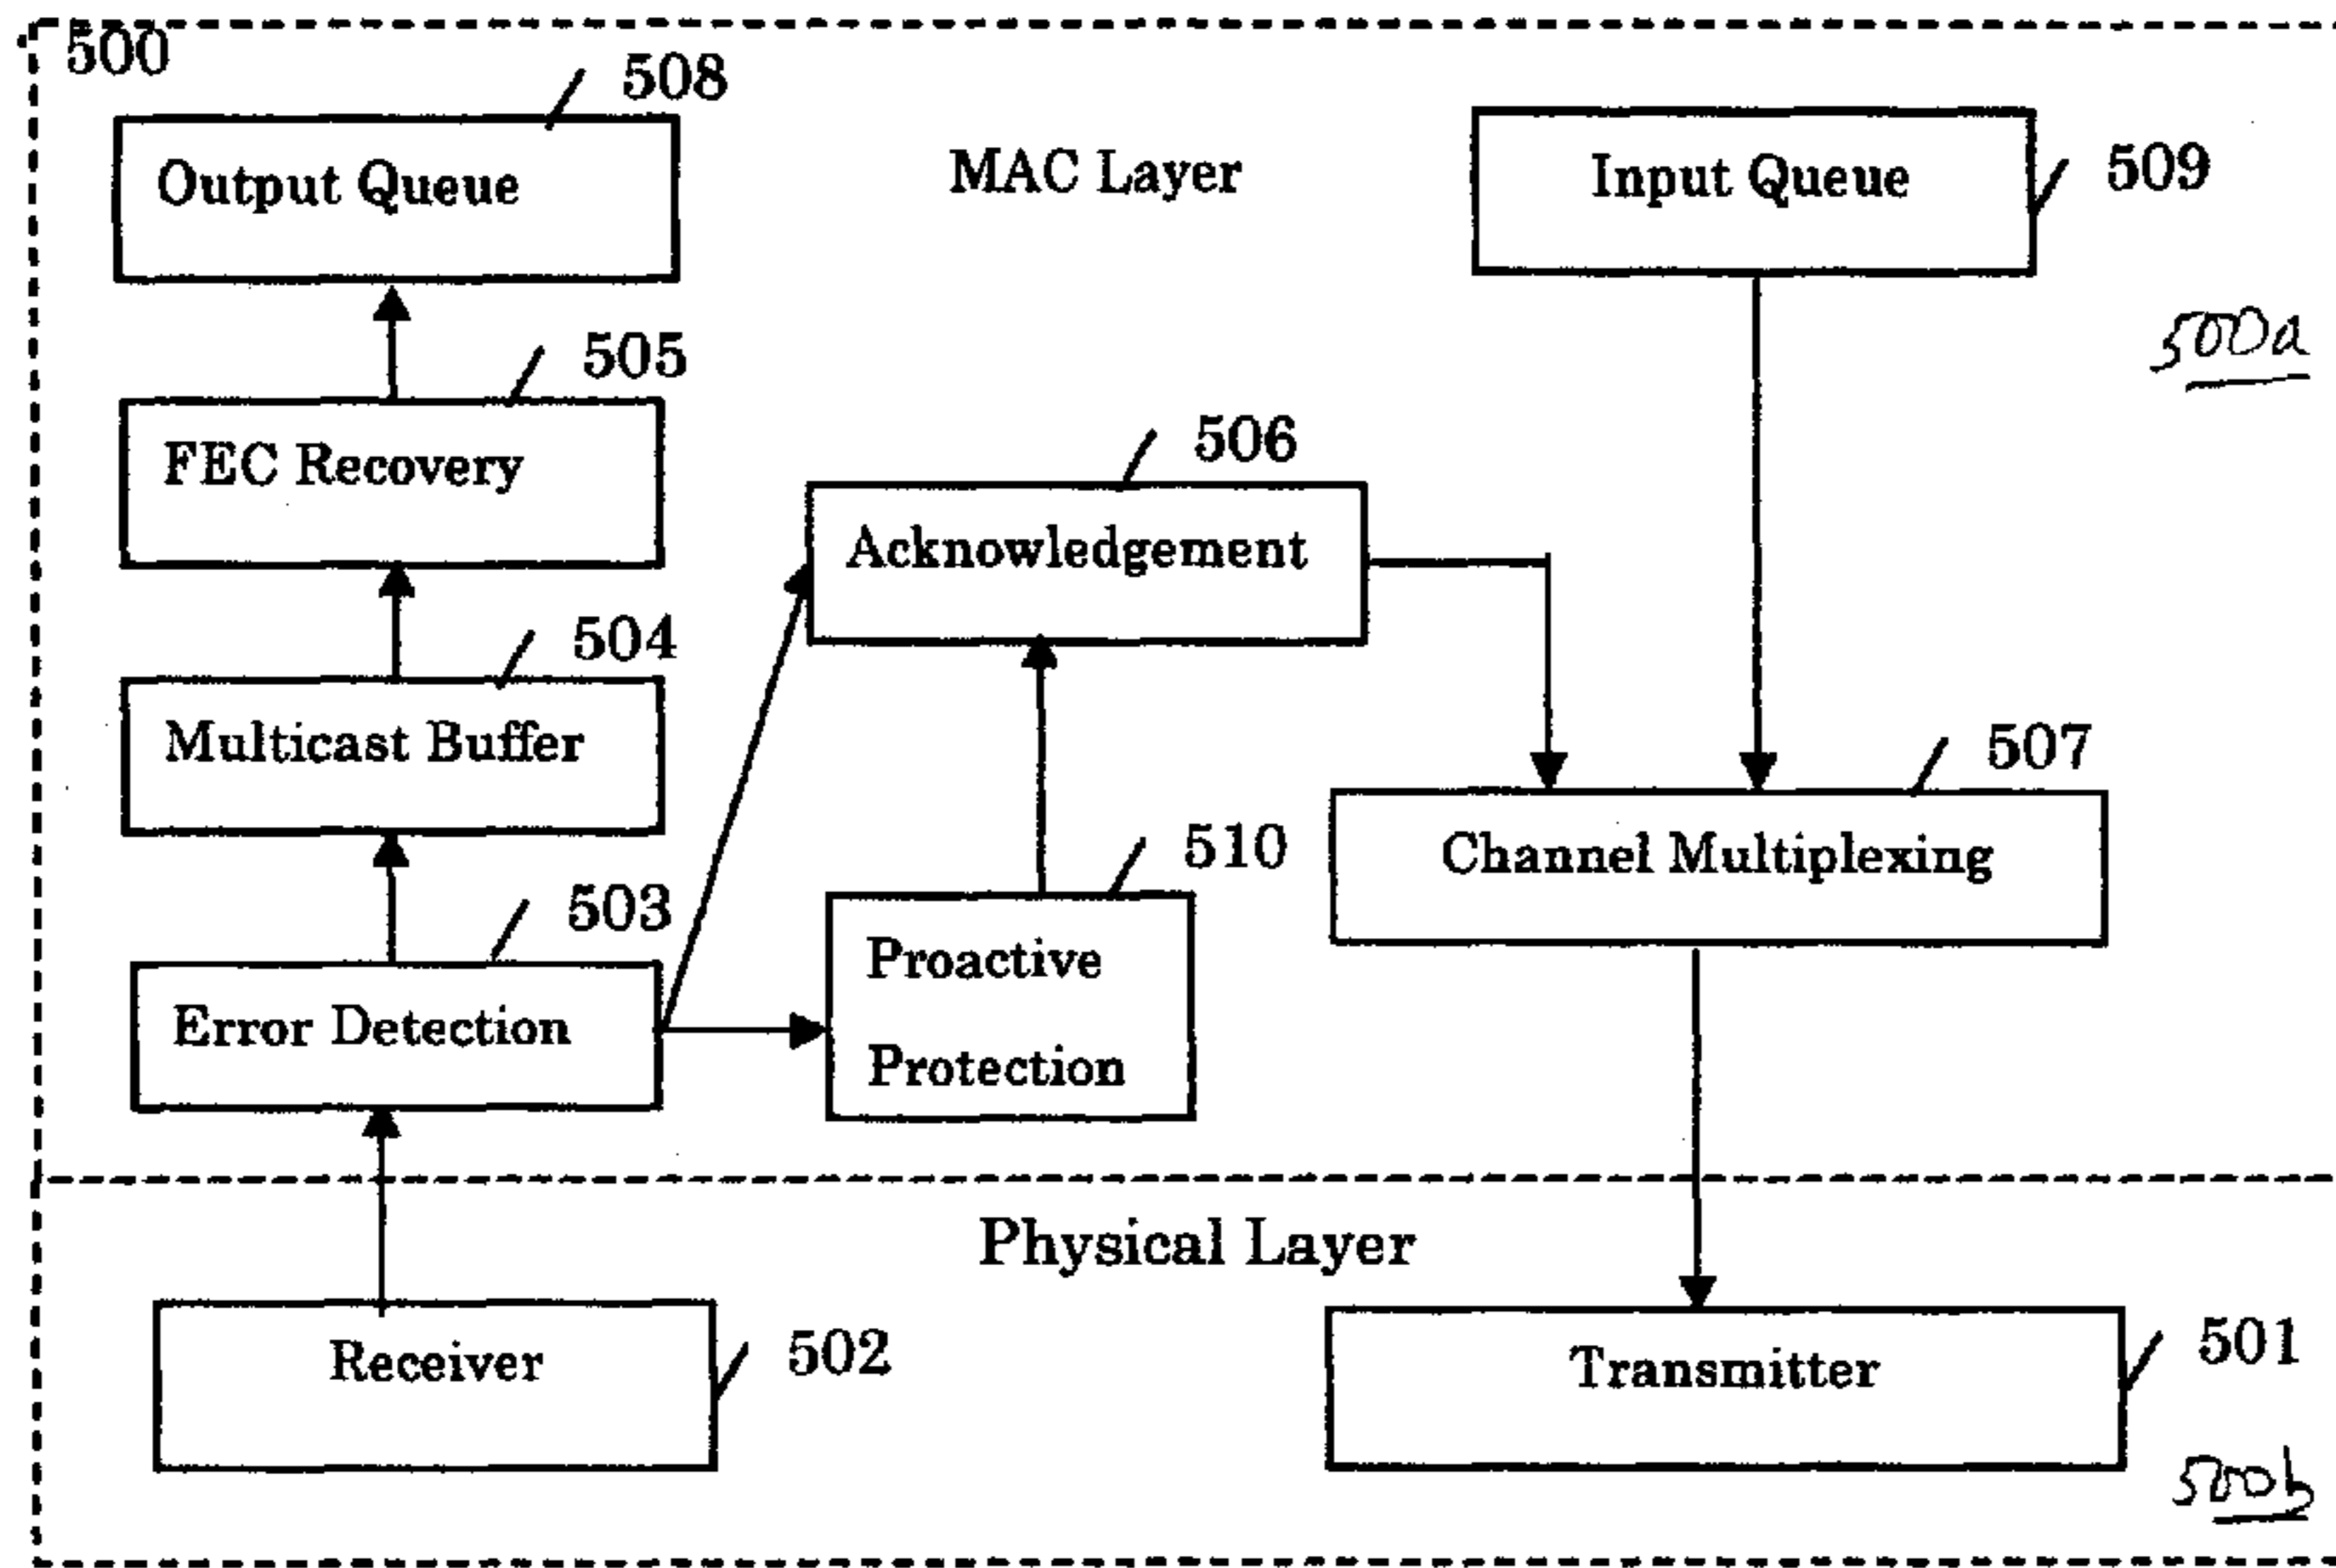 500
508
Output Queue
MAC Layer
Input Queue
509
500a
505
FEC Recovery
506
Acknowledgement
504
Multicast Buffer
507
Channel Multiplexing
510
Proactive
Protection
503
Error Detection
Physical Layer
Receiver
502
Transmitter
501
500b